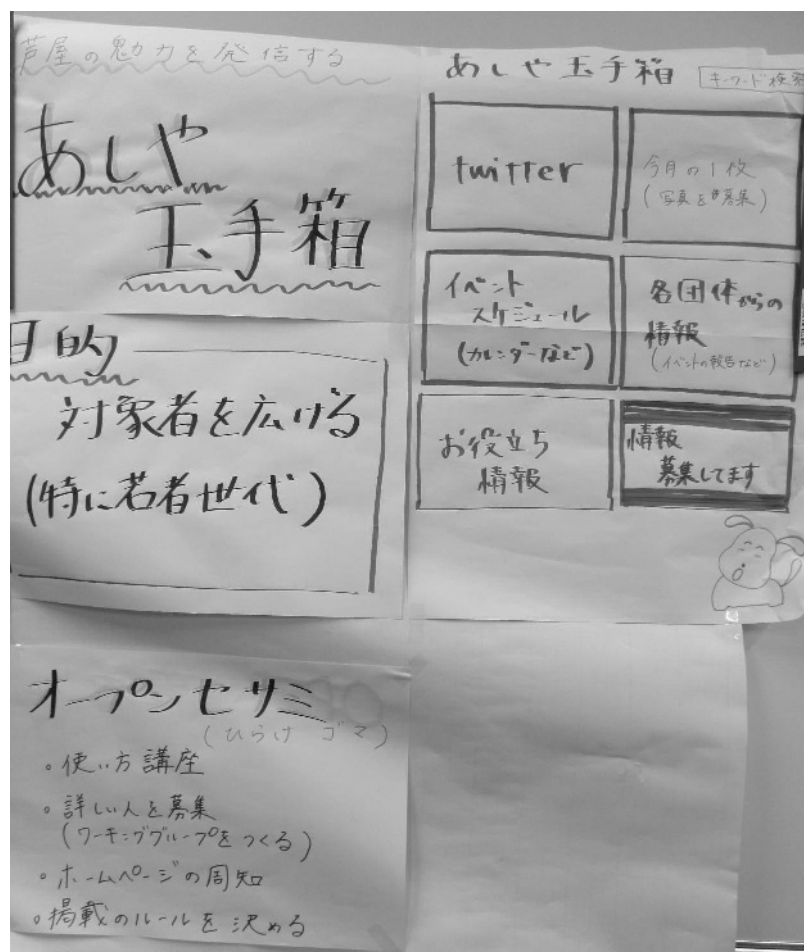 芦屋の魅力を発信する
あしや
玉手箱
目的
対象者を広げる
(特に若者世代)
あしや玉手箱
キーワード検索
twitter
今月の1枚
(写真を募集)
イベント
スケジュール
(カレンダーなど)
各団体からの
情報
(イベントの報告など)
お役立ち
情報
情報
募集してます
オープンセサミ
(ひらけゴマ)
・使い方講座
・詳しい人を募集
(ワーキンググループをつくる)
・ホームページの周知
・掲載のルールを決める